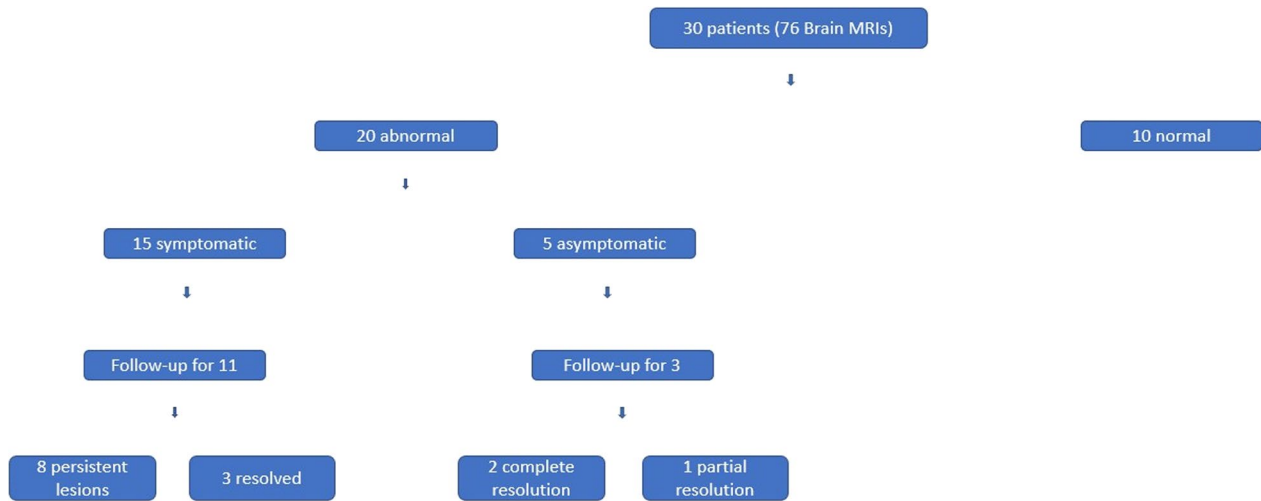 30 patients (76 Brain MRIs)
20 abnormal
10 normal
15 symptomatic
5 asymptomatic
Follow-up for 11
Follow-up for 3
8 persistent
lesions
3 resolved
2 complete
resolution
1 partial
resolution